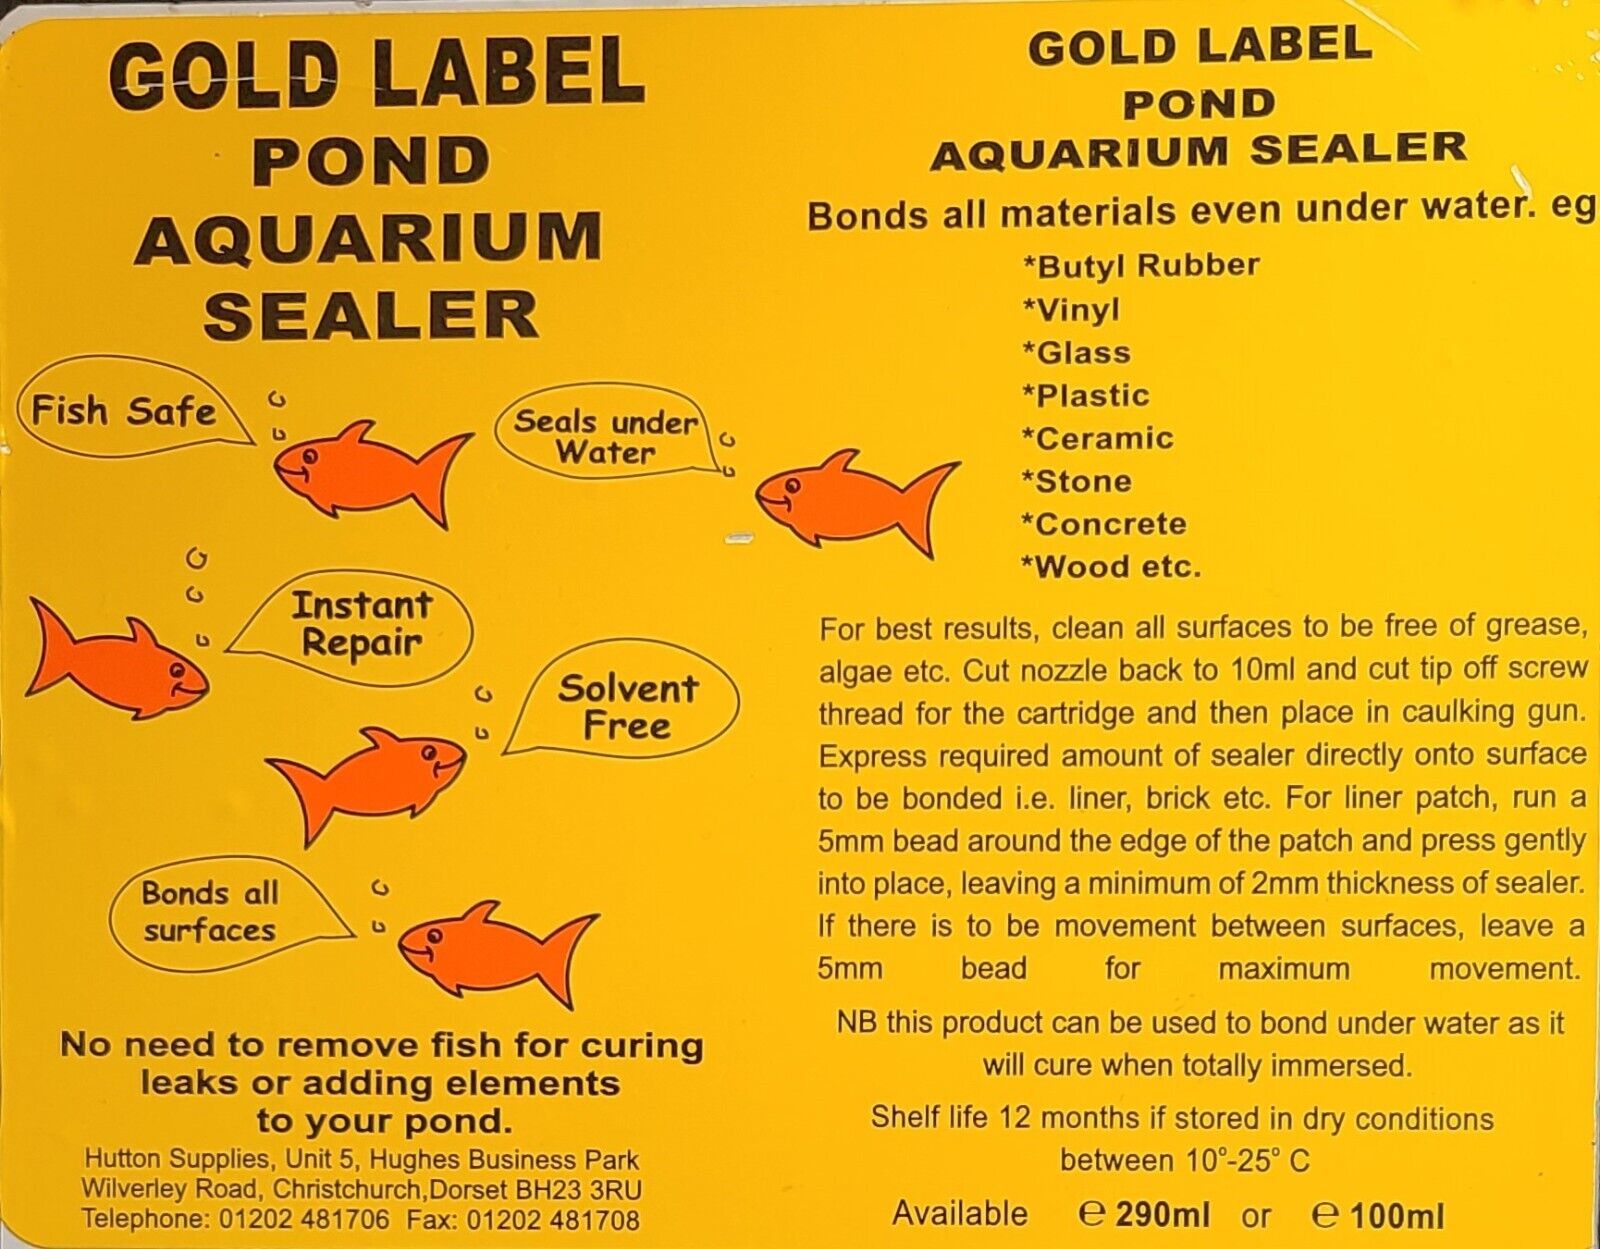 GOLD LABEL
POND
AQUARIUM
SEALER
Fish Safe
Seals under
Water
Instant
Repair
Solvent
Free
Bonds all
surfaces
No need to remove fish for curing
leaks or adding elements
to your pond.
Hutton Supplies, Unit 5, Hughes Business Park
Wilverley Road, Christchurch,Dorset BH23 3RU
Telephone: 01202 481706 Fax: 01202 481708
GOLD LABEL
POND
AQUARIUM SEALER
Bonds all materials even under water. eg
*Butyl Rubber
*Vinyl
*Glass
*Plastic
*Ceramic
*Stone
*Concrete
*Wood etc.
For best results, clean all surfaces to be free of grease,
algae etc. Cut nozzle back to 10ml and cut tip off screw
thread for the cartridge and then place in caulking gun.
Express required amount of sealer directly onto surface
to be bonded i.e. liner, brick etc. For liner patch, run a
5mm bead around the edge of the patch and press gently
into place, leaving a minimum of 2mm thickness of sealer.
If there is to be movement between surfaces, leave a
5mm bead for maximum movement.
NB this product can be used to bond under water as it
will cure when totally immersed.
Shelf life 12 months if stored in dry conditions
between 10°-25° C
Available ℮ 290ml or ℮ 100ml